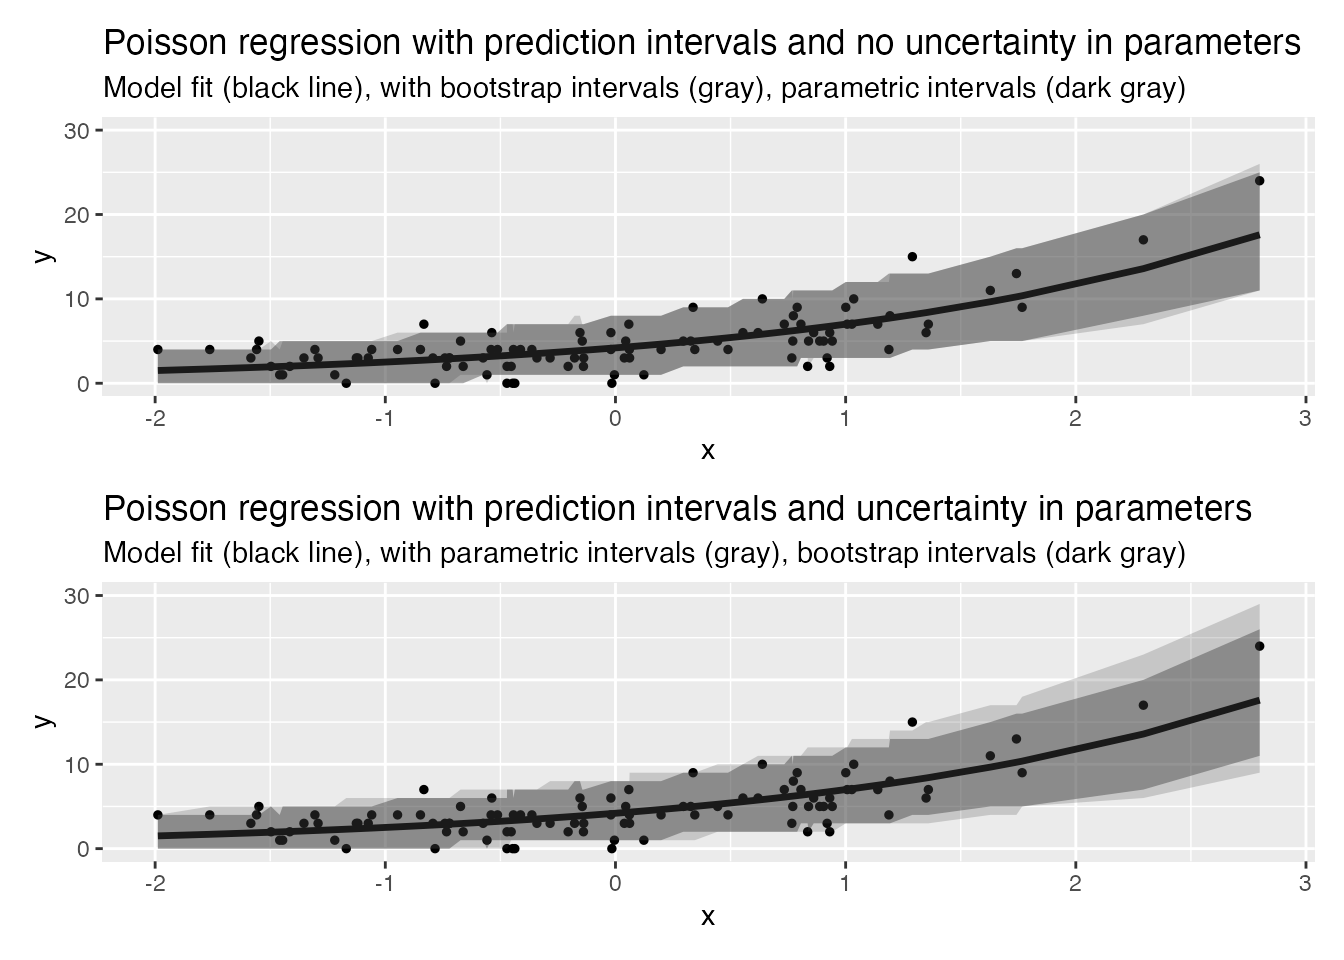 Poisson regression with prediction intervals and no uncertainty in parameters
Model fit (black line), with bootstrap intervals (gray), parametric intervals (dark gray)
30
20
10
0
y
-2 -1 0 1 2 3
x
Poisson regression with prediction intervals and uncertainty in parameters
Model fit (black line), with parametric intervals (gray), bootstrap intervals (dark gray)
30
20
10
0
y
-2 -1 0 1 2 3
x